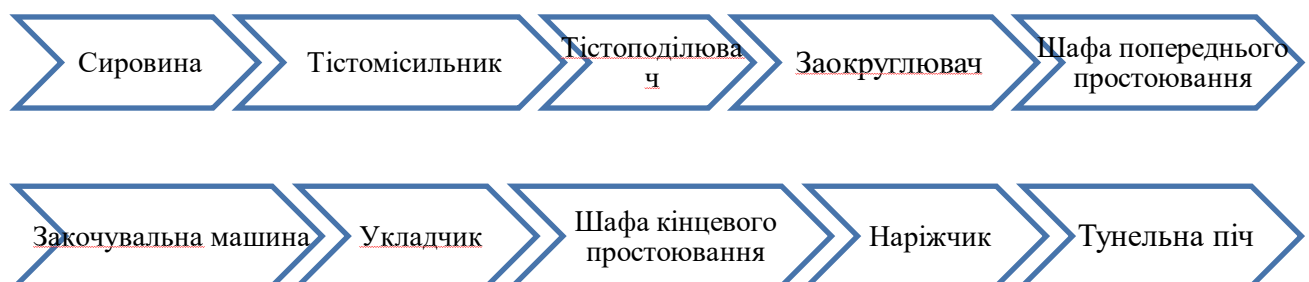 Сировина
Тістомісильник
Тістоподілюва
ч
Заокруглювач
Шафа попереднього
простоювання
Закочувальна машина
Укладчик
Шафа кінцевого
простоювання
Наріжчик
Тунельна піч